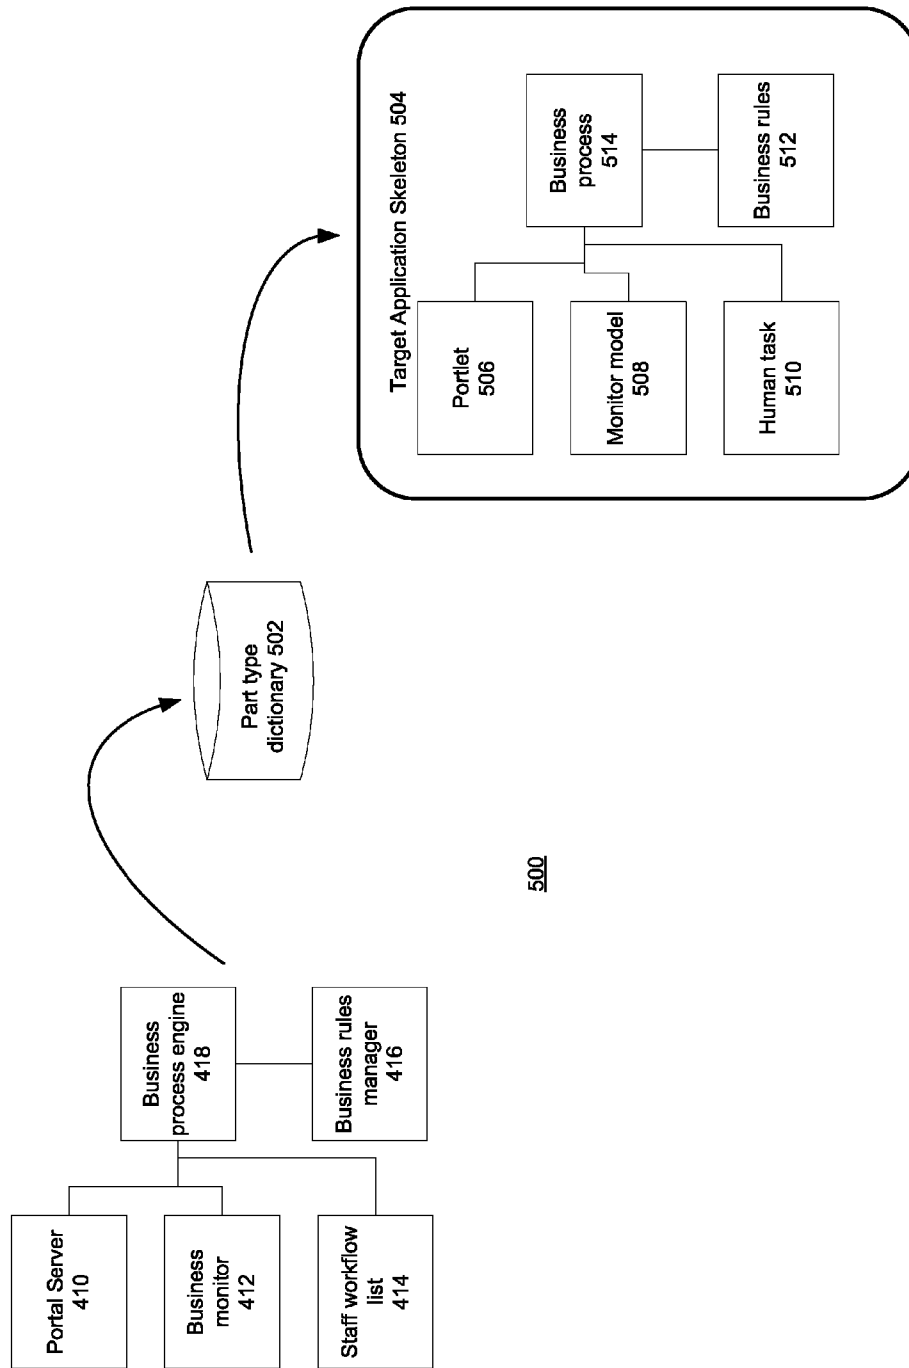 Portal Server
410
Business
monitor
412
Staff workflow
list
414
Business
process engine
418
Business rules
manager
416
Part type
dictionary 502
500
Target Application Skeleton 504
Portlet
506
Monitor model
508
Human task
510
Business
process
514
Business rules
512